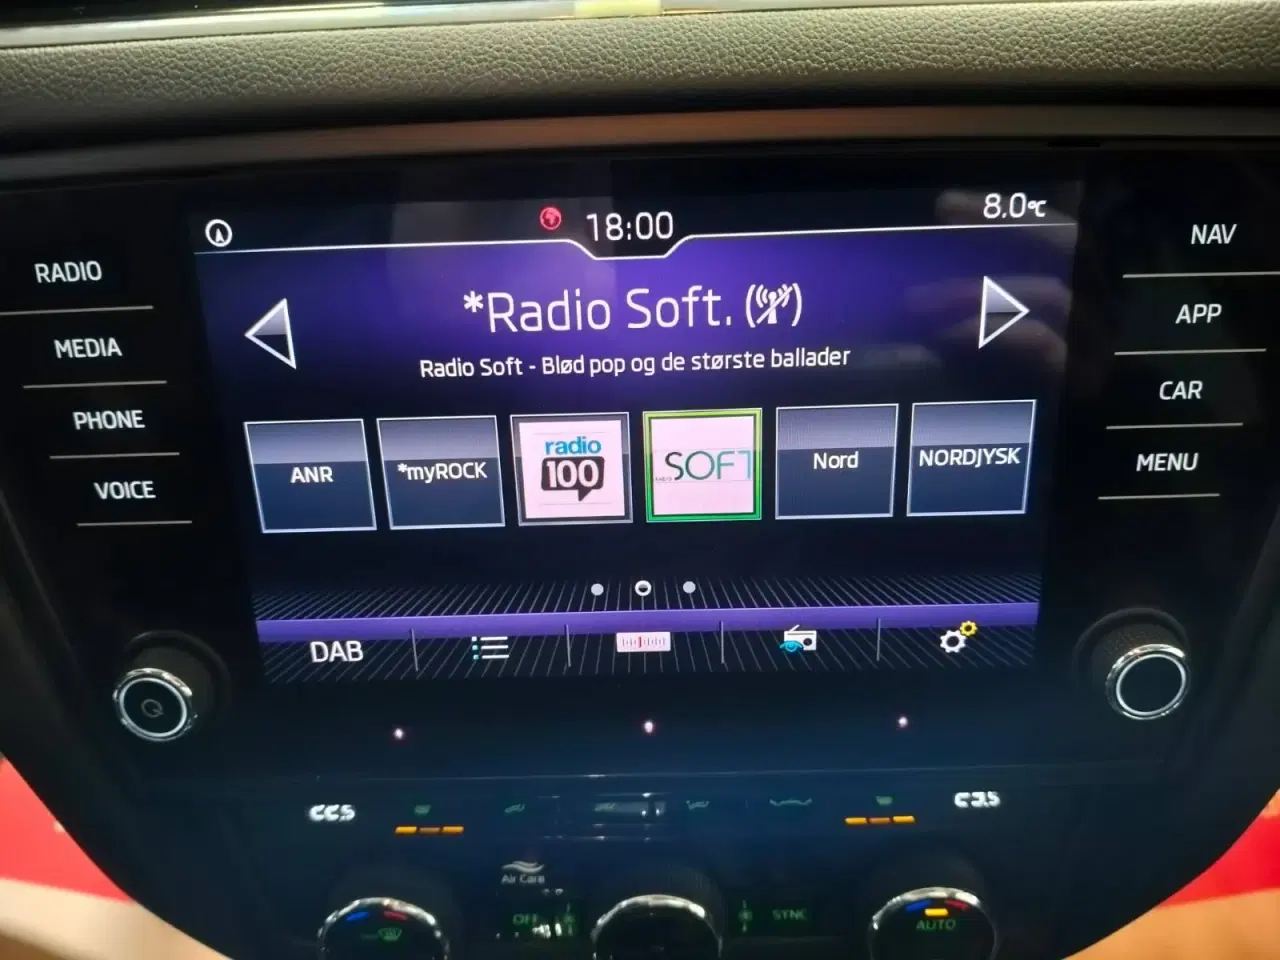 18:00
8.0°C
NAV
RADIO
*Radio Soft.
APP
MEDIA
Radio Soft - Blød pop og de største ballader
CAR
PHONE
ANR
*myROCK
radio
100
SOFT
Nord
NORDJYSK
MENU
VOICE
DAB
Air Care
OFF
SYNC
AUTO